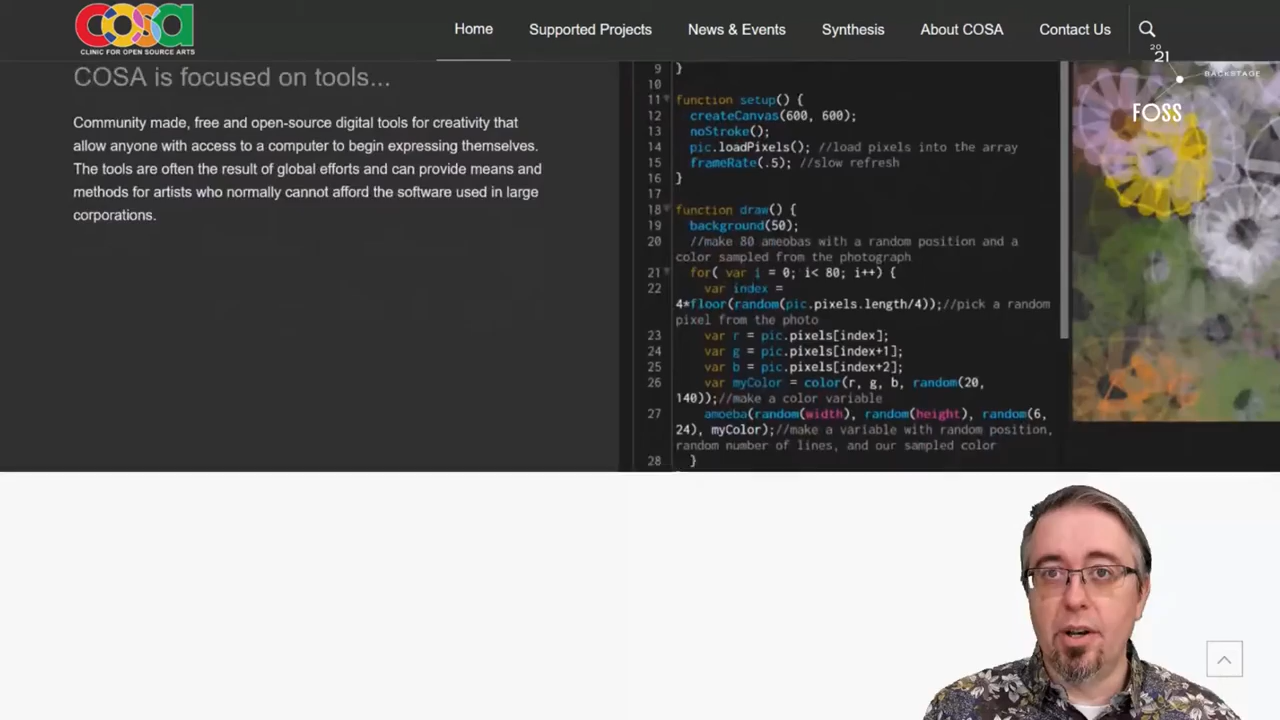 cosa
CLINIC FOR OPEN SOURCE ARTS
Home
Supported Projects
News & Events
Synthesis
About COSA
Contact Us
20
21
BACKSTAGE
FOSS
COSA is focused on tools...
Community made, free and open-source digital tools for creativity that
allow anyone with access to a computer to begin expressing themselves.
The tools are often the result of global efforts and can provide means and
methods for artists who normally cannot afford the software used in large
corporations.
9 }
10
11 function setup() {
12 createCanvas(600, 600);
13 noStroke();
14 pic.loadPixels(); //load pixels into the array
15 frameRate(.5); //slow refresh
16 }
17
18 function draw() {
19 background(50);
20 //make 80 ameobas with a random position and a
color sampled from the photograph
21 for( var i = 0; i< 80; i++) {
22 var index =
4*floor(random(pic.pixels.length/4));//pick a random
pixel from the photo
23 var r = pic.pixels[index];
24 var g = pic.pixels[index+1];
25 var b = pic.pixels[index+2];
26 var myColor = color(r, g, b, random(20,
140));//make a color variable
27 amoeba(random(width), random(height), random(6,
24), myColor);//make a variable with random position,
random number of lines, and our sampled color
28 }